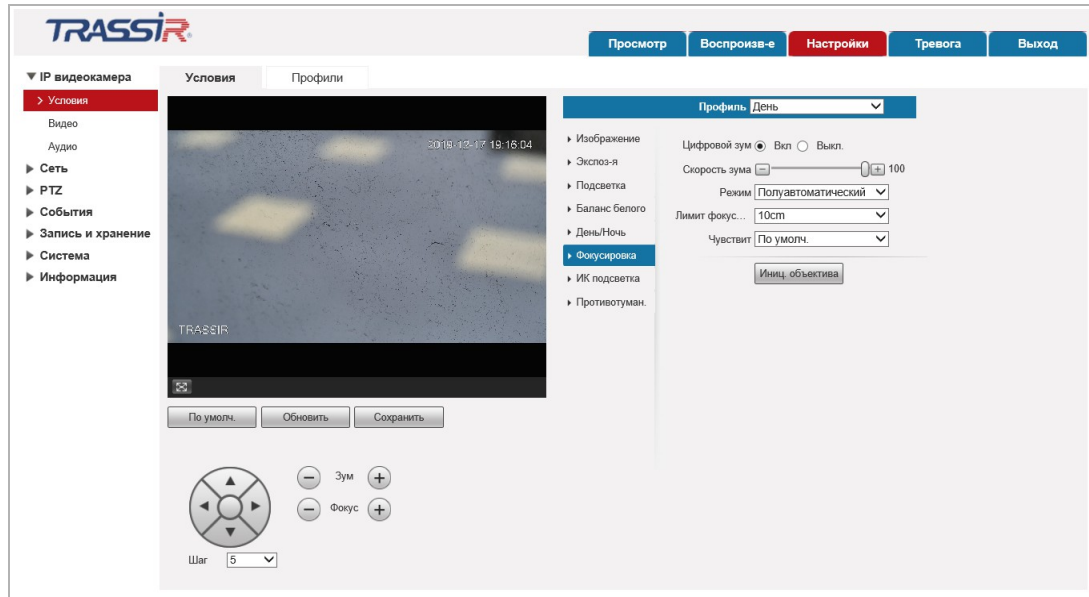 TRASSIR
Просмотр Воспроизв-е Настройки Тревога Выход
IP видеокамера
Условия
Видео
Аудио
Сеть
PTZ
События
Запись и хранение
Система
Информация
Условия Профили
2019-12-17 19:16:04
TRASSIR
По умолч. Обновить Сохранить
Зум
Фокус
Шаг 5
Профиль День
Изображение
Экспоз-я
Подсветка
Баланс белого
День/Ночь
Фокусировка
ИК подсветка
Противотуман.
Цифровой зум Вкл Выкл.
Скорость зума 100
Режим Полуавтоматический
Лимит фокус... 10cm
Чувствит По умолч.
Иниц. объектива